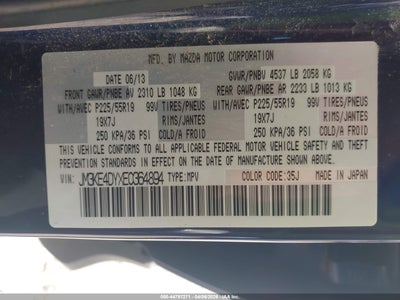 MFD. BY MAZDA MOTOR CORPORATION
DATE 06/13 GVWR/PNBV 4537 LB 2058 KG
FRONT GAWR/PNBE AV 2310 LB 1048 KG REAR GAWR/PNBE AR 2233 LB 1013 KG
WITH/AVEC P225/55R19 99V TIRES/PNEUS WITH/AVEC P225/55R19 99V TIRES/PNEUS
19X7J RIMS/JANTES 19X7J RIMS/JANTES
250 KPA/36 PSI COLD/A FROID 250 KPA/36 PSI COLD/A FROID
THIS VEHICLE CONFORMS TO ALL APPLICABLE FEDERAL MOTOR VEHICLE SAFETY,
BUMPER, AND THEFT PREVENTION STANDARDS IN EFFECT ON THE DATE OF MANUFACTURE SHOWN ABOVE.
VIN: JM3KE4DYXE0364894 TYPE:MPV COLOR CODE:35J MADE IN JAPAN